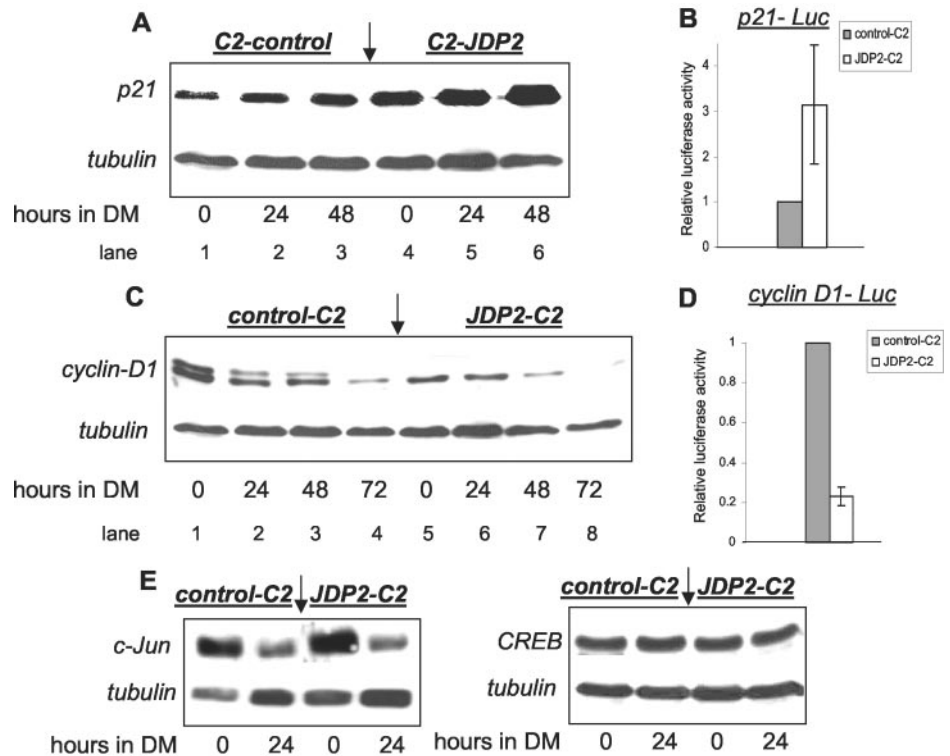 A
C2-control C2-JDP2
p21
tubulin
hours in DM 0 24 48 0 24 48
lane 1 2 3 4 5 6
B
p21- Luc
control-C2
JDP2-C2
Relative luciferase activity
4
3
2
1
0
C
control-C2 JDP2-C2
cyclin-D1
tubulin
hours in DM 0 24 48 72 0 24 48 72
lane 1 2 3 4 5 6 7 8
D
cyclin D1- Luc
control-C2
JDP2-C2
Relative luciferase activity
1
0.8
0.6
0.4
0.2
0
E
control-C2 JDP2-C2
c-Jun
tubulin
hours in DM 0 24 0 24
control-C2 JDP2-C2
CREB
tubulin
hours in DM 0 24 0 24